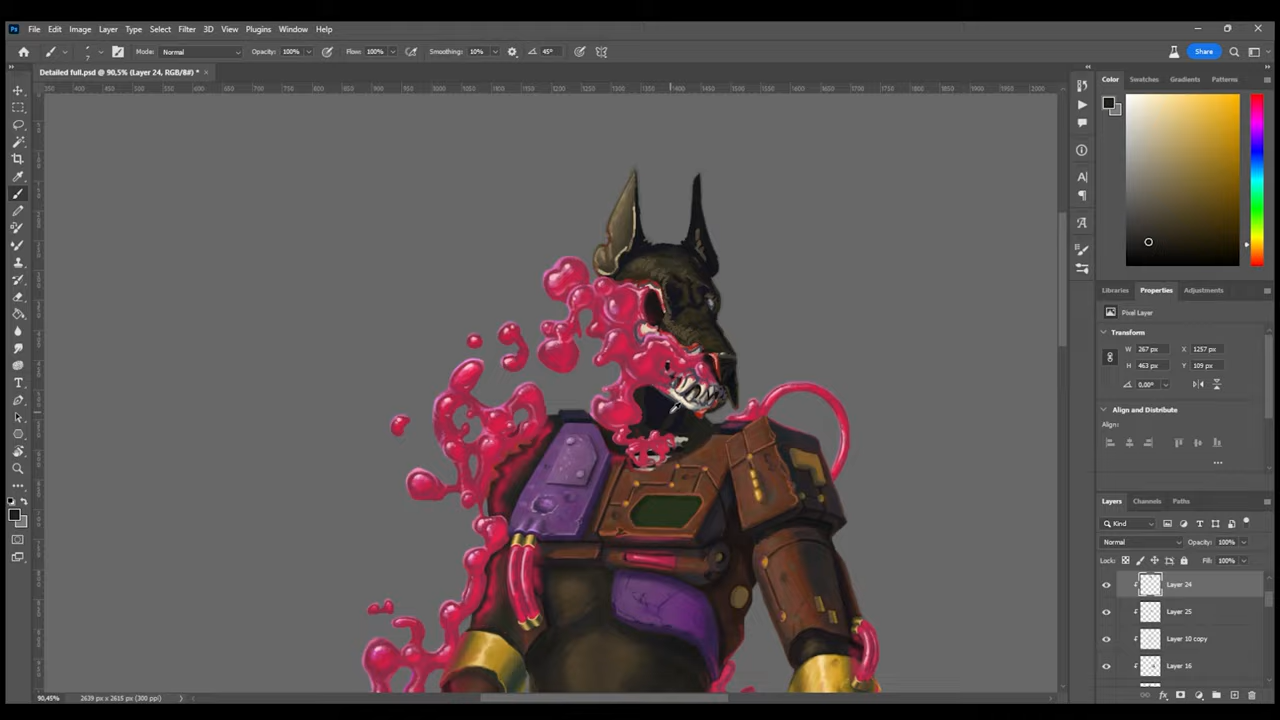 Ps File Edit Image Layer Type Select Filter 3D View Plugins Window Help
7 Mode: Normal Opacity: 100% Flow: 100% Smoothing: 10% 45° Share
Detailed full.psd @ 90,5% (Layer 24, RGB/8#) * ×
Color Swatches Gradients Patterns
Libraries Properties Adjustments
Pixel Layer
Transform
W 267 px X 1257 px
H 463 px Y 109 px
0,00°
Align and Distribute
Align:
Layers Channels Paths
Kind
Normal Opacity: 100%
Lock: Fill: 100%
Layer 24
Layer 25
Layer 10 copy
Layer 16
90,45% 2639 px x 2615 px (300 ppi)